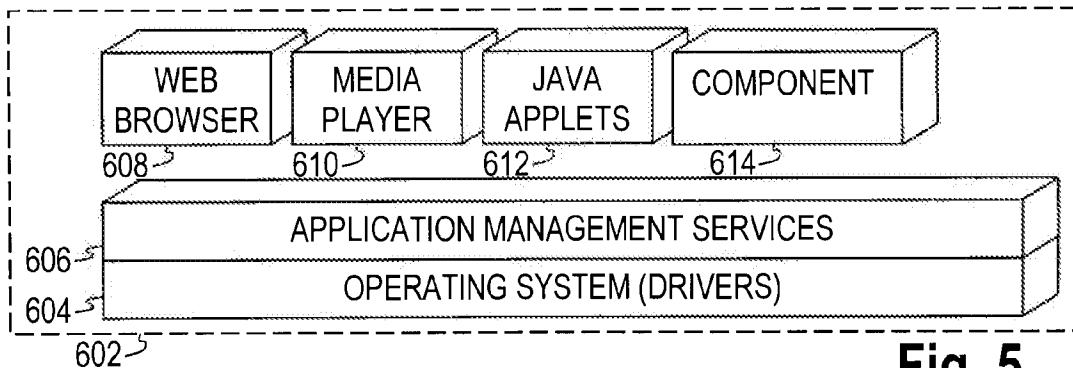 WEB
BROWSER
MEDIA
PLAYER
JAVA
APPLETS
COMPONENT
608
610
612
614
APPLICATION MANAGEMENT SERVICES
606
OPERATING SYSTEM (DRIVERS)
604
602
Fig. 5